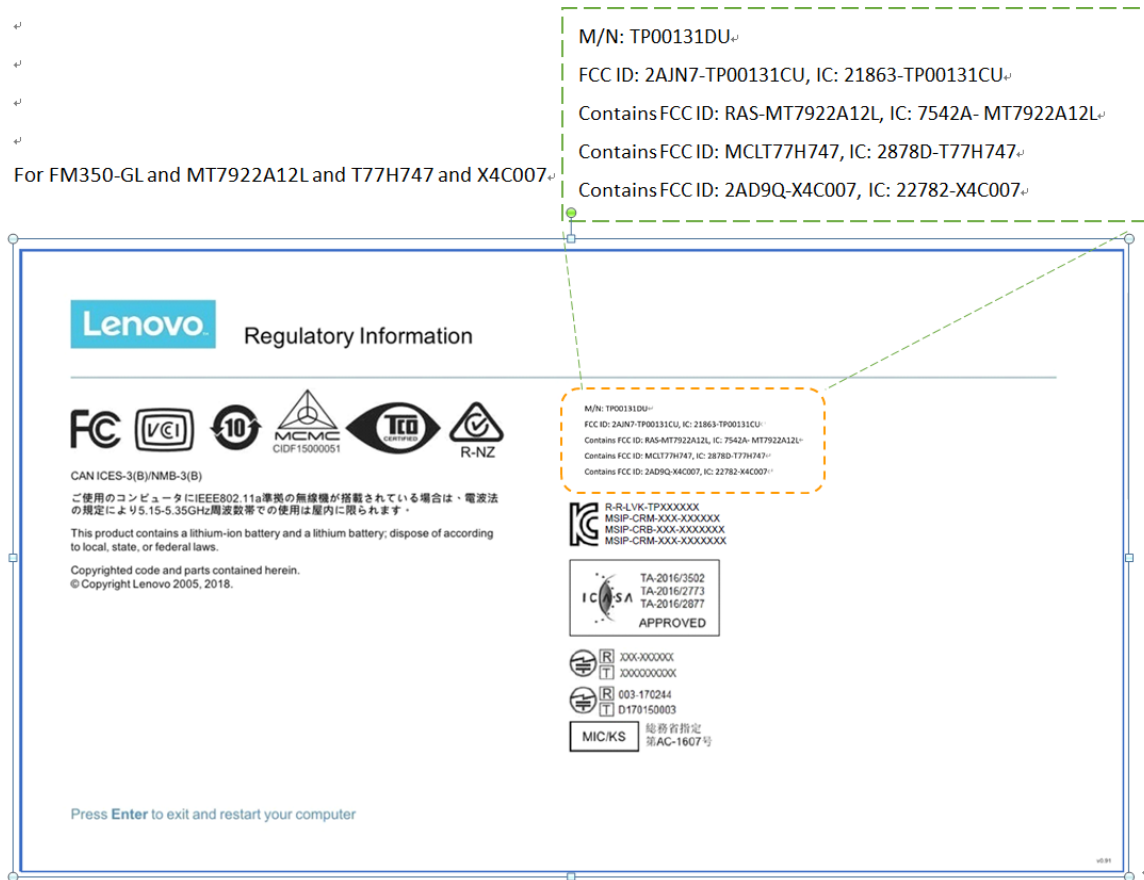 M/N: TP00131DU
FCC ID: 2AJN7-TP00131CU, IC: 21863-TP00131CU
Contains FCC ID: RAS-MT7922A12L, IC: 7542A- MT7922A12L
Contains FCC ID: MCLT77H747, IC: 2878D-T77H747
Contains FCC ID: 2AD9Q-X4C007, IC: 22782-X4C007
For FM350-GL and MT7922A12L and T77H747 and X4C007
Lenovo.
Regulatory Information
FC
VCI
10
MCMC
CIDF15000051
TCO
CERTIFIED
R-NZ
CAN ICES-3(B)/NMB-3(B)
ご使用のコンピュータにIEEE802.11a準拠の無線機が搭載されている場合は、電波法
の規定により5.15-5.35GHz周波数帯での使用は屋内に限られます・
This product contains a lithium-ion battery and a lithium battery; dispose of according
to local, state, or federal laws.
Copyrighted code and parts contained herein.
© Copyright Lenovo 2005, 2018.
M/N: TP00131DU
FCC ID: 2AJN7-TP00131CU, IC: 21863-TP00131CU
Contains FCC ID: RAS-MT7922A12L, IC: 7542A- MT7922A12L
Contains FCC ID: MCLT77H747, IC: 2878D-T77H747
Contains FCC ID: 2AD9Q-X4C007, IC: 22782-X4C007
R-R-LVK-TPXXXXXX
MSIP-CRM-XXX-XXXXXX
MSIP-CRB-XXX-XXXXXXX
MSIP-CRM-XXX-XXXXXXX
ICASA
TA-2016/3502
TA-2016/2773
TA-2016/2877
APPROVED
R XXX-XXXXXX
T XXXXXXXXXX
R 003-170244
T D170150003
MIC/KS
総務省指定
第AC-1607号
Press Enter to exit and restart your computer
v0.91